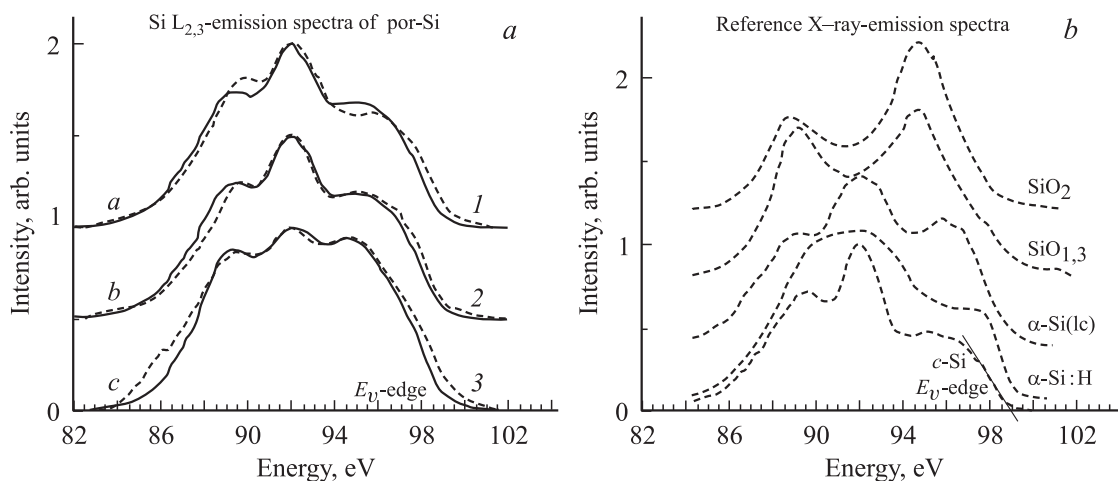 Si L2,3-emission spectra of por-Si
a
Intensity, arb. units
2
1
0
a
b
c
1
2
3
Eυ-edge
82 86 90 94 98 102
Energy, eV
Reference X–ray-emission spectra
b
Intensity, arb. units
2
1
0
SiO2
SiO1,3
α-Si(lc)
α-Si:H
c-Si
Eυ-edge
82 86 90 94 98 102
Energy, eV